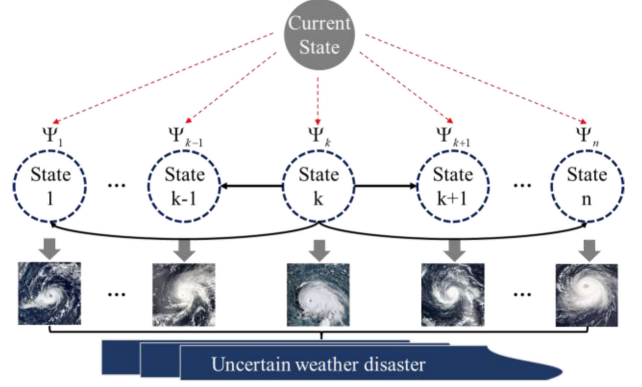 Current
State
Ψ₁ Ψₖ₋₁ Ψₖ Ψₖ₊₁ Ψₙ
State ... State State State ... State
1 k-1 k k+1 n
... ...
Uncertain weather disaster